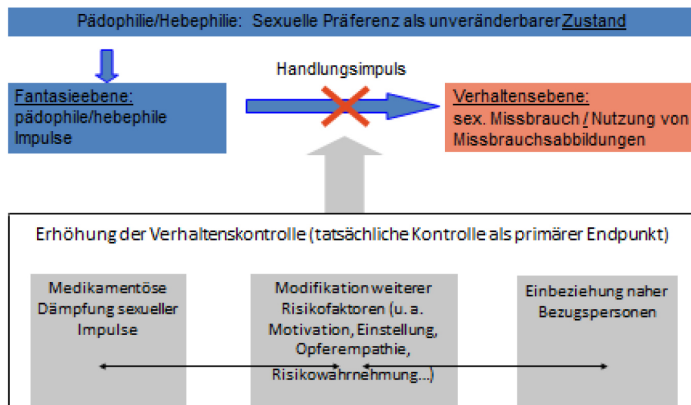 Pädophilie/Hebephilie: Sexuelle Präferenz als unveränderbarer Zustand
Handlungsimpuls
Fantasieebene:
pädophile/hebephile
Impulse
Verhaltensebene:
sex. Missbrauch / Nutzung von
Missbrauchsabbildungen
Erhöhung der Verhaltenskontrolle (tatsächliche Kontrolle als primärer Endpunkt)
Medikamentöse
Dämpfung sexueller
Impulse
Modifikation weiterer
Risikofaktoren (u. a.
Motivation, Einstellung,
Opferempathie,
Risikowahrnehmung...)
Einbeziehung naher
Bezugspersonen